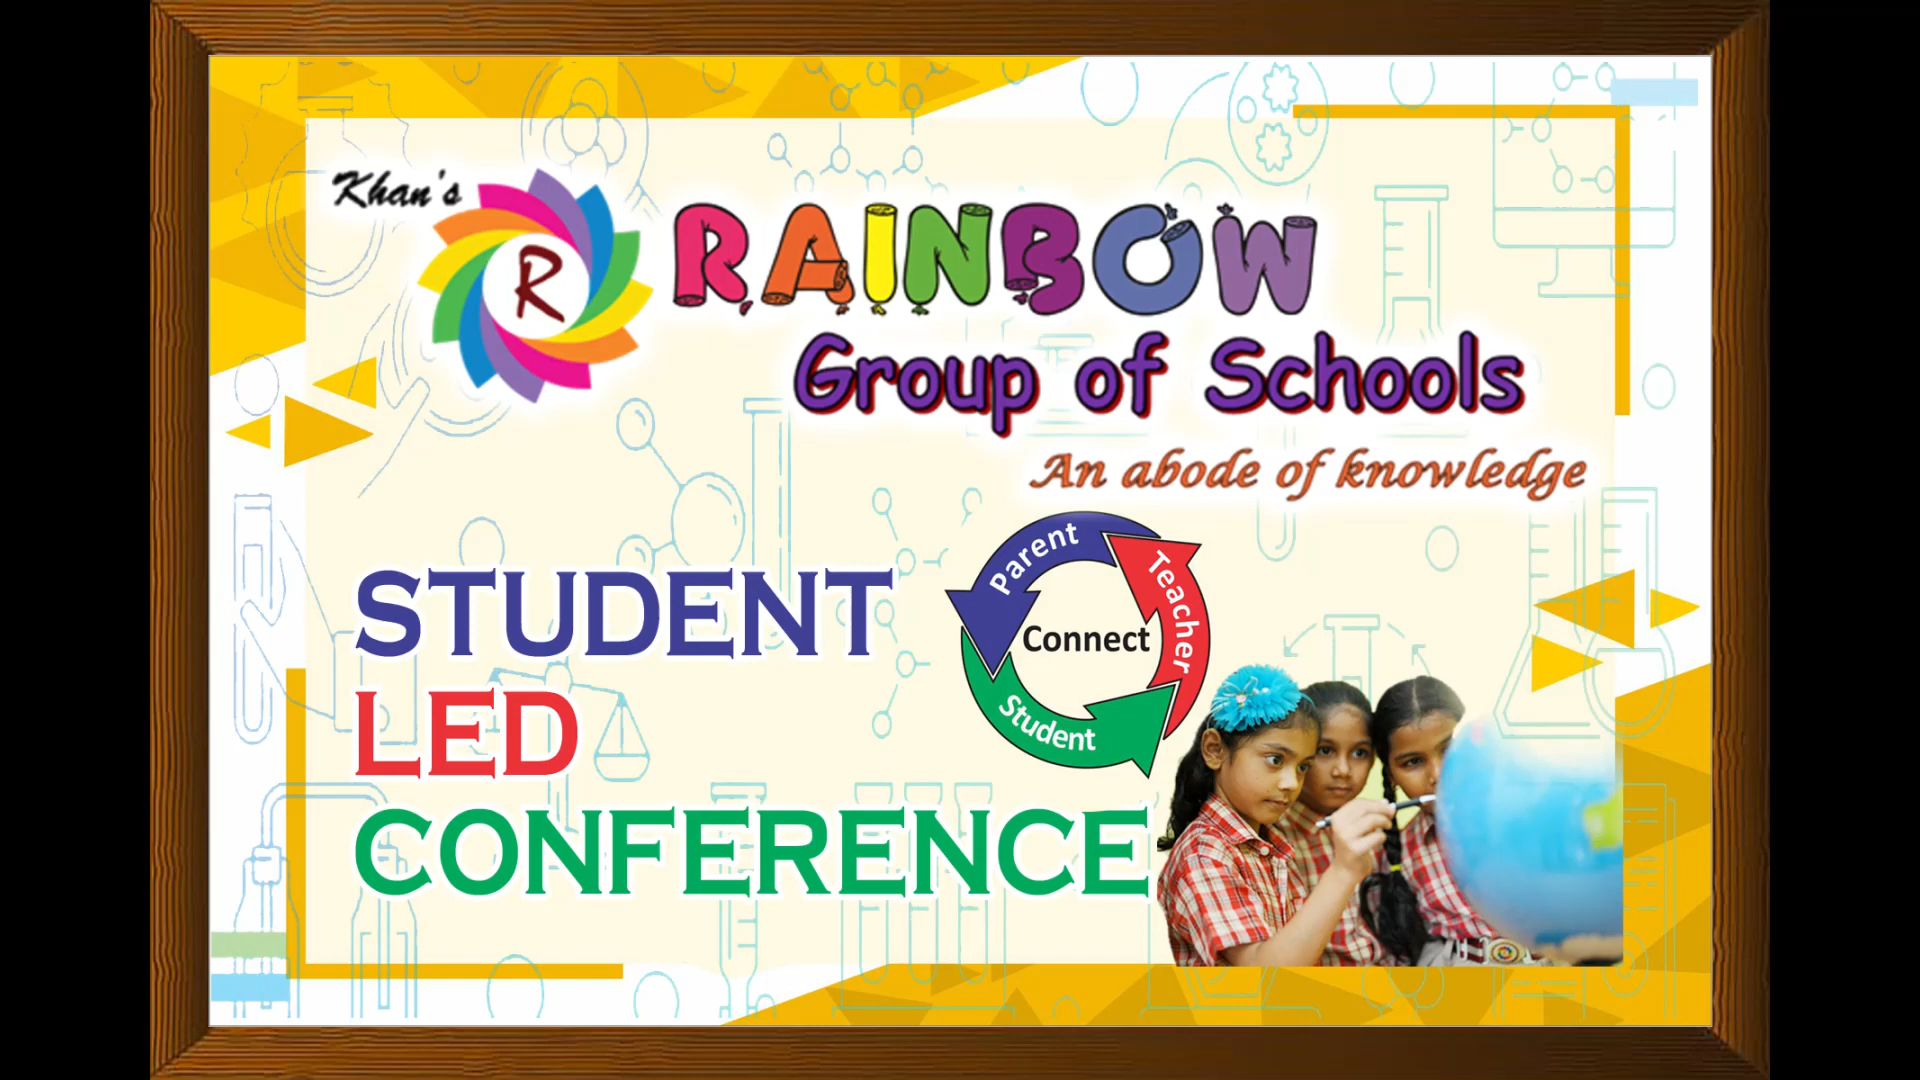 Khan's
R
RAINBOW
Group of Schools
An abode of knowledge
Parent
Teacher
Connect
Student
STUDENT
LED
CONFERENCE